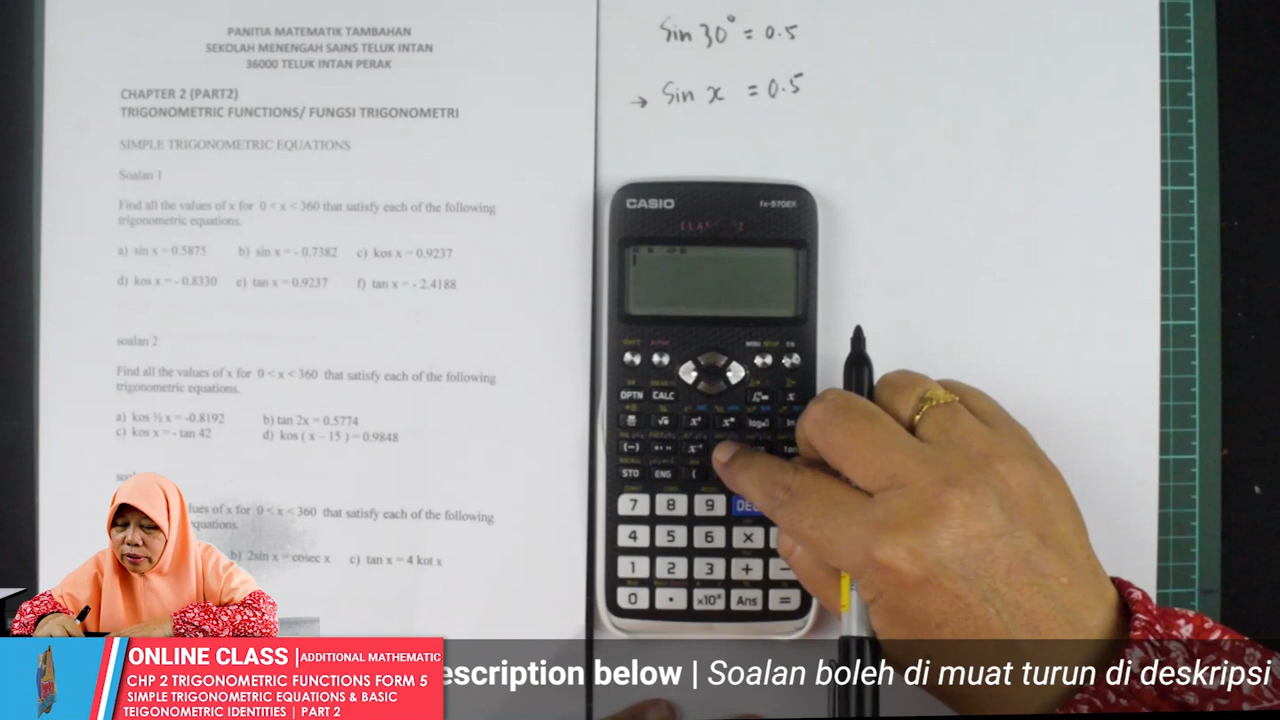 PANITIA MATEMATIK TAMBAHAN
SEKOLAH MENENGAH SAINS TELUK INTAN
36000 TELUK INTAN PERAK
CHAPTER 2 (PART2)
TRIGONOMETRIC FUNCTIONS/ FUNGSI TRIGONOMETRI
SIMPLE TRIGONOMETRIC EQUATIONS
Soalan 1
Find all the values of x for 0 < x < 360 that satisfy each of the following
trigonometric equations.
a) sin x = 0.5875 b) sin x = - 0.7382 c) kos x = 0.9237
d) kos x = - 0.8330 e) tan x = 0.9237 f) tan x = - 2.4188
soalan 2
Find all the values of x for 0 < x < 360 that satisfy each of the following
trigonometric equations.
a) kos ½ x = -0.8192 b) tan 2x = 0.5774
c) kos x = - tan 42 d) kos ( x – 15 ) = 0.9848
lues of x for 0 < x < 360 that satisfy each of the following
quations.
b) 2sin x = cosec x c) tan x = 4 kot x
sin 30° = 0.5
→ sin x = 0.5
CASIO fx-570EX
CLASSWIZ
OPTN CALC
STO ENG (
7 8 9 DEL
4 5 6 ×
1 2 3 + −
0 • ×10ˣ Ans =
ONLINE CLASS | ADDITIONAL MATHEMATIC
CHP 2 TRIGONOMETRIC FUNCTIONS FORM 5
SIMPLE TRIGONOMETRIC EQUATIONS & BASIC
TEIGONOMETRIC IDENTITIES | PART 2
escription below | Soalan boleh di muat turun di deskripsi